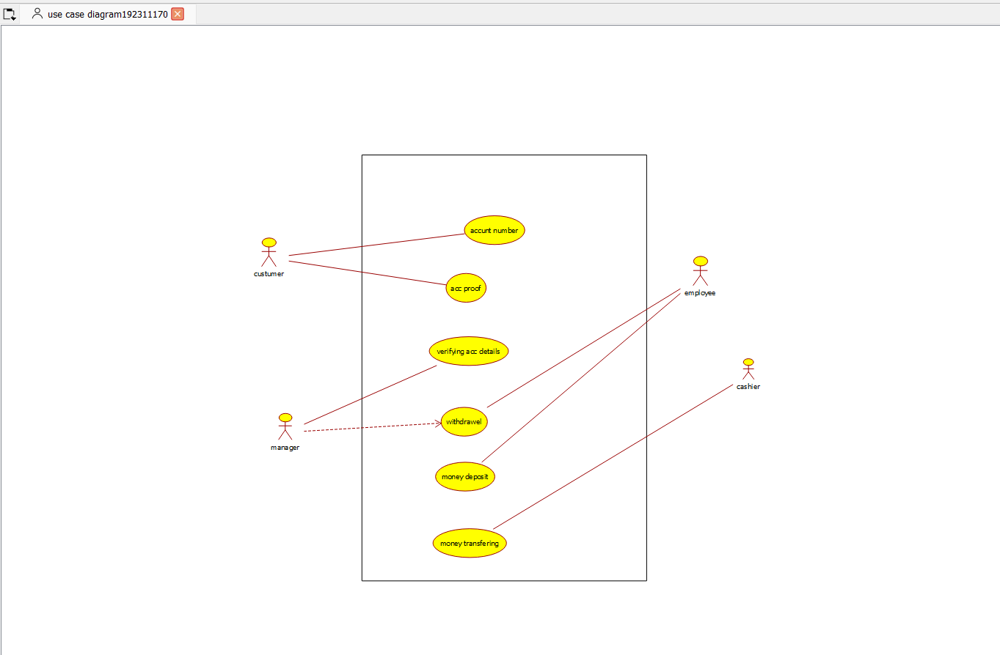 use case diagram192311170
accunt number
custumer
acc proof
employee
verifying acc details
cashier
withdrawel
manager
money deposit
money transfering